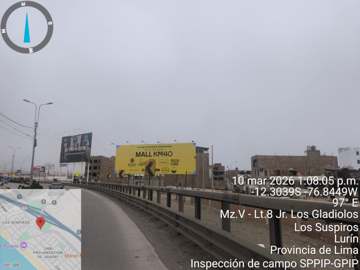 MALL KM40
10 mar 2026 1:08:05 p.m.
-12.3039S -76.8449W
97° E
Mz.V - Lt.8 Jr. Los Gladiolos
Los Suspiros
Lurín
Provincia de Lima
Inspección de campo SPPIP-GPIP